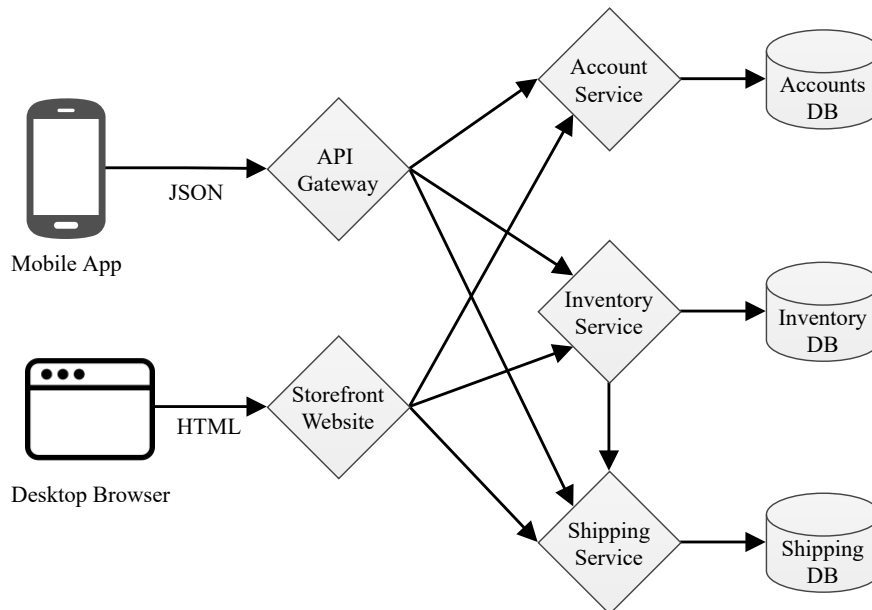 Account
Service
Accounts
DB
API
Gateway
JSON
Mobile App
Inventory
Service
Inventory
DB
Storefront
Website
HTML
Desktop Browser
Shipping
Service
Shipping
DB